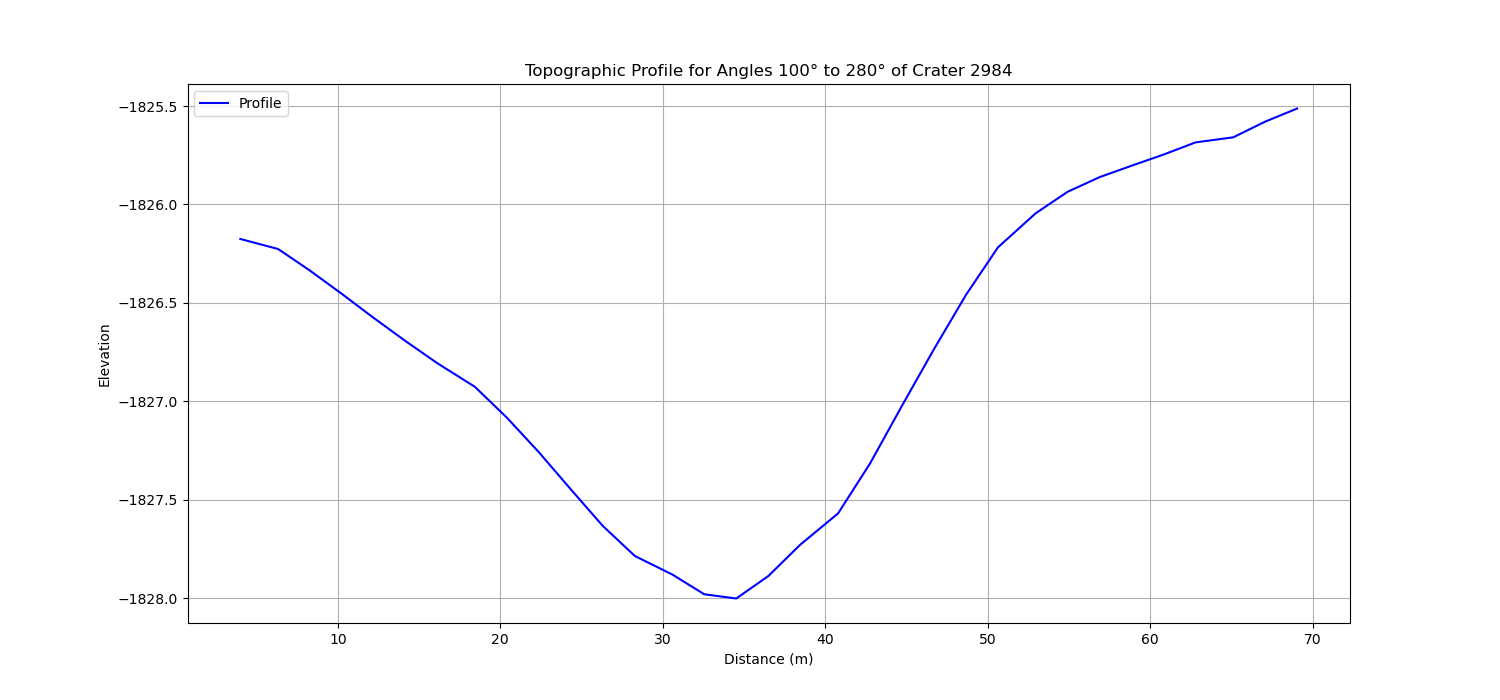 Topographic Profile for Angles 100° to 280° of Crater 2984
Profile
−1825.5
−1826.0
−1826.5
−1827.0
−1827.5
−1828.0
Elevation
10 20 30 40 50 60 70
Distance (m)